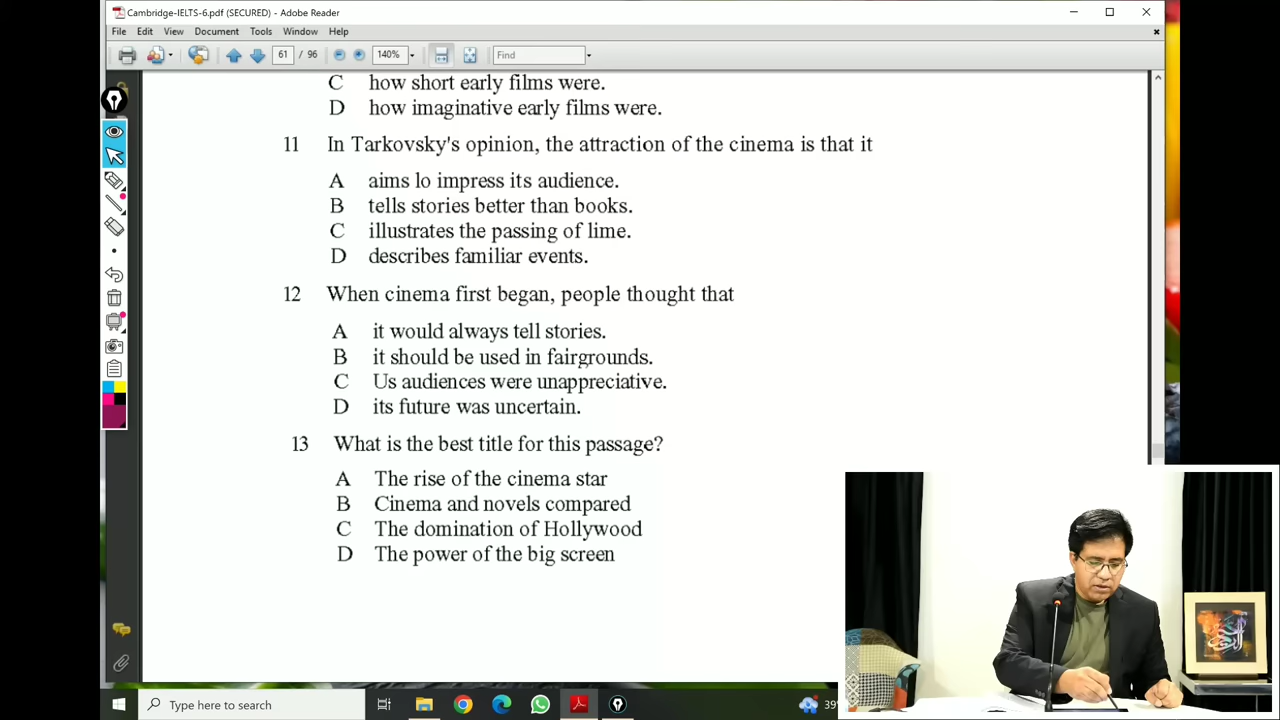 Cambridge-IELTS-6.pdf (SECURED) - Adobe Reader
File Edit View Document Tools Window Help
61 / 96 140% Find
C how short early films were.
D how imaginative early films were.
11 In Tarkovsky's opinion, the attraction of the cinema is that it
A aims lo impress its audience.
B tells stories better than books.
C illustrates the passing of lime.
D describes familiar events.
12 When cinema first began, people thought that
A it would always tell stories.
B it should be used in fairgrounds.
C Us audiences were unappreciative.
D its future was uncertain.
13 What is the best title for this passage?
A The rise of the cinema star
B Cinema and novels compared
C The domination of Hollywood
D The power of the big screen
Type here to search